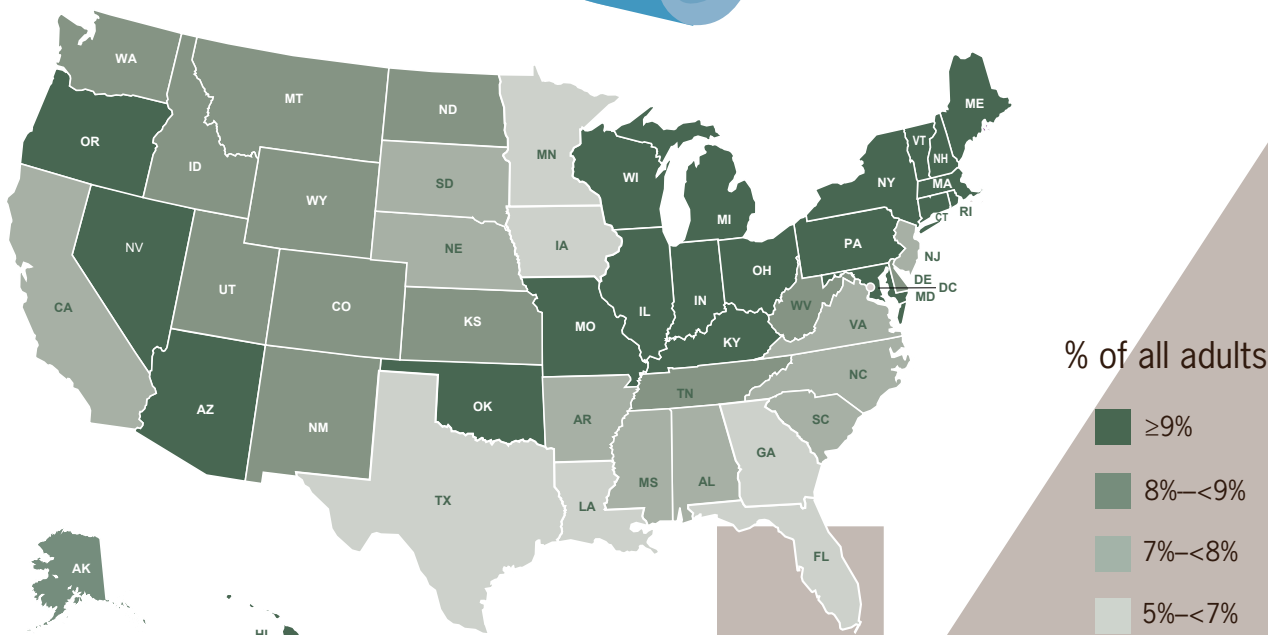 WA
MT
ND
ME
OR
MN
VT
NH
ID
SD
WI
NY
MA
WY
CT
RI
MI
NV
NE
IA
PA
NJ
OH
DE
DC
UT
CO
IN
MD
CA
KS
MO
IL
WV
VA
KY
% of all adults
NC
TN
AZ
OK
AR
SC
NM
≥9%
GA
MS
AL
TX
LA
8%–<9%
7%–<8%
FL
AK
5%–<7%
HI